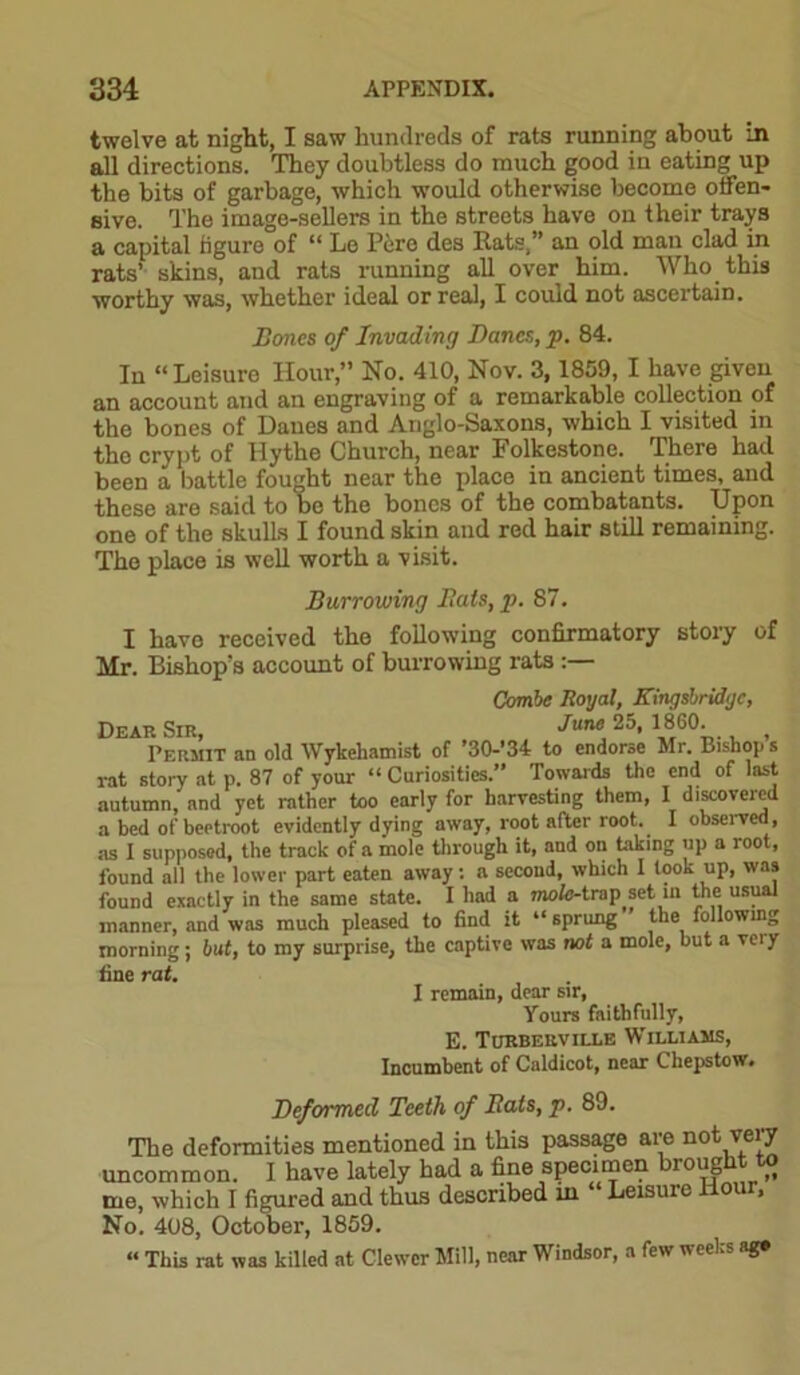 334 APPENDIX.
twelve at night, I saw hundreds of rats running about in
all directions. They doubtless do much good in eating up
the bits of garbage, which would otherwise become offen-
sive. The image-sellers in the streets have on their trays
a capital figure of “ Le Père des Rats,” an old man clad in
rats’ skins, and rats running all over him. Who this
worthy was, whether ideal or real, I could not ascertain.
Bones of Invading Danes, p. 84.
In “Leisure Hour,” No. 410, Nov. 3, 1859, I have given
an account and an engraving of a remarkable collection of
the bones of Danes and Anglo-Saxons, which I visited in
the crypt of Hythe Church, near Folkestone. There had
been a battle fought near the place in ancient times, and
these are said to be the bones of the combatants. Upon
one of the skulls I found skin and red hair still remaining.
The place is well worth a visit.
Burrowing Rats, p. 87.
I have received the following confirmatory story of
Mr. Bishop's account of burrowing rats :—
Combe Royal, Kingsbridge,
DEAR SIR, June 25, 1860.
PERMIT an old Wykehamist of ’30-’34 to endorse Mr. Bishop's
rat story at p. 87 of your “Curiosities.” Towards the end of last
autumn, and yet rather too early for harvesting them, I discovered
a bed of beetroot evidently dying away, root after root. I observed,
as I supposed, the track of a mole through it, and on taking up a root,
found all the lower part eaten away: a second, which I took up, was
found exactly in the same state. I had a mole-trap set in the usual
manner, and was much pleased to find it “sprung” the following
morning; but, to my surprise, the captive was not a mole, but a very
fine rat.
I remain, dear sir,
Yours faithfully,
E. TURBERVILLE WILLIAMS,
Incumbent of Caldicot, near Chepstow.
Deformed Teeth of Rats, p. 89.
The deformities mentioned in this passage are not very
uncommon. I have lately had a fine specimen brought to
me, which I figured and thus described in “Leisure Hour,”
No. 408, October, 1859.
“ This rat was killed at Clewer Mill, near Windsor, a few weeks ago